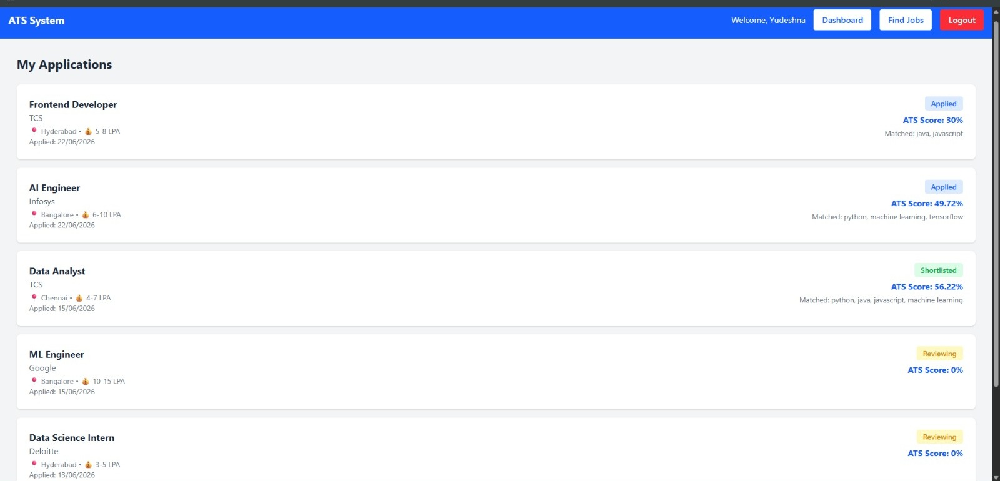 ATS System
Welcome, Yudeshna
Dashboard
Find Jobs
Logout
My Applications
Frontend Developer
TCS
📍 Hyderabad • 💰 5-8 LPA
Applied: 22/06/2026
Applied
ATS Score: 30%
Matched: java, javascript
AI Engineer
Infosys
📍 Bangalore • 💰 6-10 LPA
Applied: 22/06/2026
Applied
ATS Score: 49.72%
Matched: python, machine learning, tensorflow
Data Analyst
TCS
📍 Chennai • 💰 4-7 LPA
Applied: 15/06/2026
Shortlisted
ATS Score: 56.22%
Matched: python, java, javascript, machine learning
ML Engineer
Google
📍 Bangalore • 💰 10-15 LPA
Applied: 15/06/2026
Reviewing
ATS Score: 0%
Data Science Intern
Deloitte
📍 Hyderabad • 💰 3-5 LPA
Applied: 13/06/2026
Reviewing
ATS Score: 0%